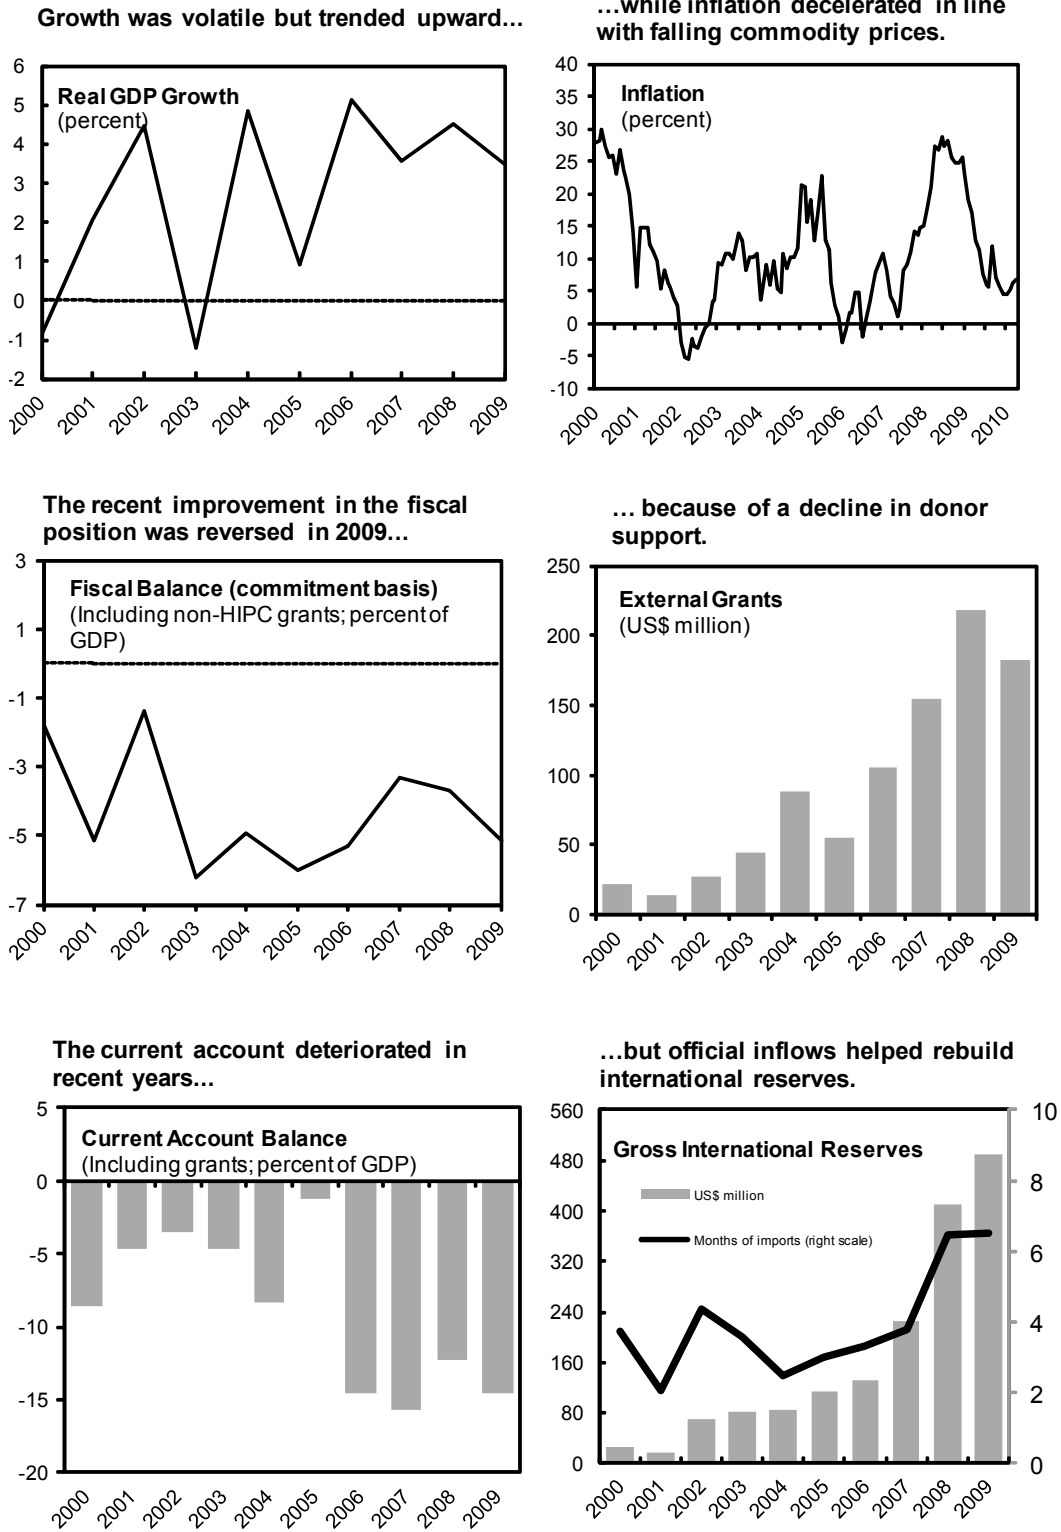 Growth was volatile but trended upward…
6
5
4
3
2
1
0
-1
-2
Real GDP Growth
(percent)
2000 2001 2002 2003 2004 2005 2006 2007 2008 2009
…while inflation decelerated in line
with falling commodity prices.
40
35
30
25
20
15
10
5
0
-5
-10
Inflation
(percent)
2000 2001 2002 2003 2004 2005 2006 2007 2008 2009 2010
The recent improvement in the fiscal
position was reversed in 2009…
3
1
-1
-3
-5
-7
Fiscal Balance (commitment basis)
(Including non-HIPC grants; percent of
GDP)
2000 2001 2002 2003 2004 2005 2006 2007 2008 2009
… because of a decline in donor
support.
250
200
150
100
50
0
External Grants
(US$ million)
2000 2001 2002 2003 2004 2005 2006 2007 2008 2009
The current account deteriorated in
recent years…
5
0
-5
-10
-15
-20
Current Account Balance
(Including grants; percent of GDP)
2000 2001 2002 2003 2004 2005 2006 2007 2008 2009
…but official inflows helped rebuild
international reserves.
560
480
400
320
240
160
80
0
Gross International Reserves
US$ million
Months of imports (right scale)
10
8
6
4
2
0
2000 2001 2002 2003 2004 2005 2006 2007 2008 2009